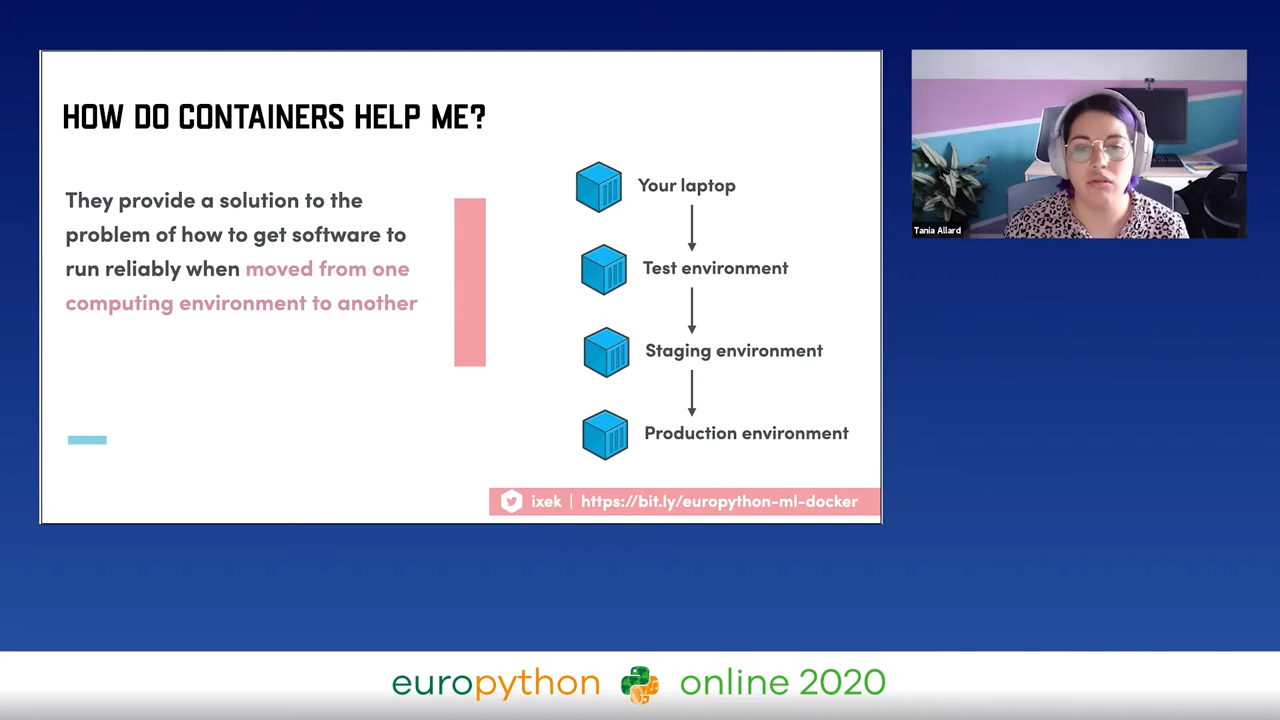 HOW DO CONTAINERS HELP ME?
They provide a solution to the
problem of how to get software to
run reliably when moved from one
computing environment to another
Your laptop
Test environment
Staging environment
Production environment
ixek | https://bit.ly/europython-ml-docker
Tania Allard
europython online 2020